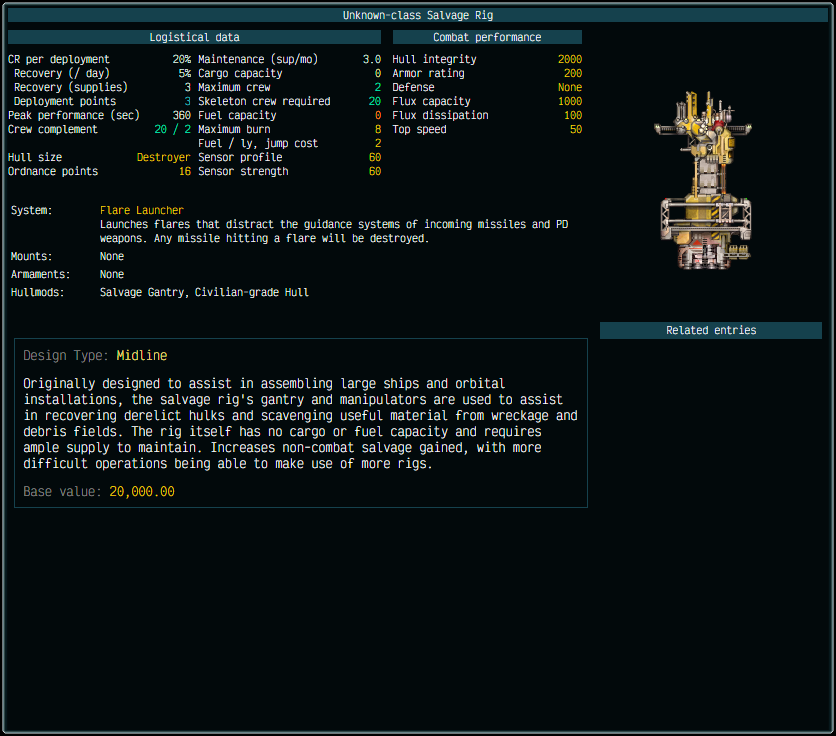 Unknown-class Salvage Rig
Logistical data
CR per deployment 20% Maintenance (sup/mo) 3.0
Recovery (/ day) 5% Cargo capacity 0
Recovery (supplies) 3 Maximum crew 2
Deployment points 3 Skeleton crew required 20
Peak performance (sec) 360 Fuel capacity 0
Crew complement 20 / 2 Maximum burn 8
Fuel / ly, jump cost 2
Hull size Destroyer Sensor profile 60
Ordnance points 16 Sensor strength 60
Combat performance
Hull integrity 2000
Armor rating 200
Defense None
Flux capacity 1000
Flux dissipation 100
Top speed 50
System: Flare Launcher
Launches flares that distract the guidance systems of incoming missiles and PD
weapons. Any missile hitting a flare will be destroyed.
Mounts: None
Armaments: None
Hullmods: Salvage Gantry, Civilian-grade Hull
Related entries
Design Type: Midline
Originally designed to assist in assembling large ships and orbital
installations, the salvage rig's gantry and manipulators are used to assist
in recovering derelict hulks and scavenging useful material from wreckage and
debris fields. The rig itself has no cargo or fuel capacity and requires
ample supply to maintain. Increases non-combat salvage gained, with more
difficult operations being able to make use of more rigs.
Base value: 20,000.00